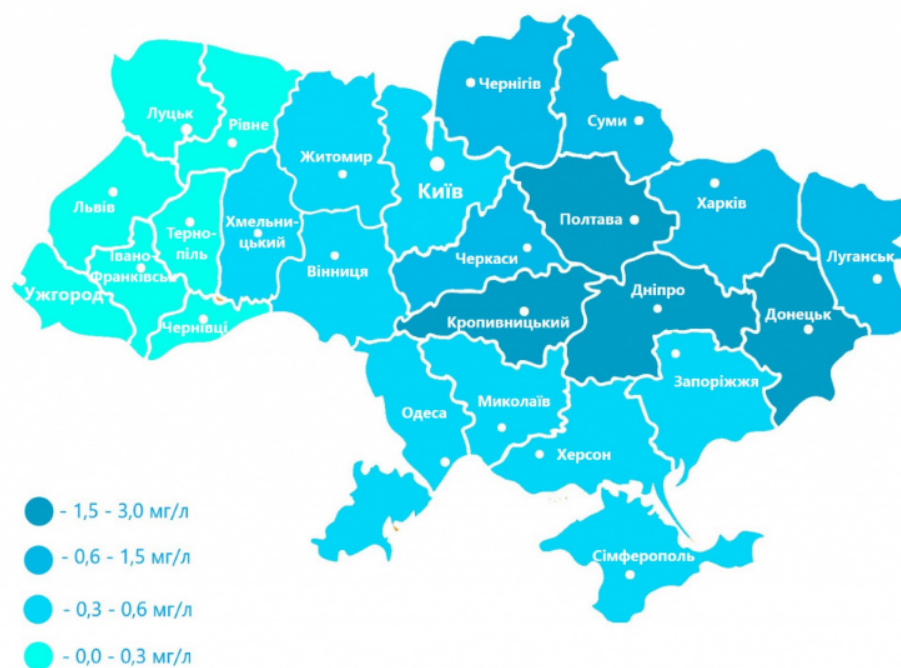 Чернігів
Суми
Луцьк
Рівне
Житомир
Київ
Львів
Терно-
піль
Хмельни-
цький
Полтава
Харків
Івано-
Франківськ
Вінниця
Черкаси
Луганськ
Ужгород
Чернівці
Кропивницький
Дніпро
Донецьк
Одеса
Миколаїв
Запоріжжя
Херсон
Сімферополь
- 1,5 - 3,0 мг/л
- 0,6 - 1,5 мг/л
- 0,3 - 0,6 мг/л
- 0,0 - 0,3 мг/л